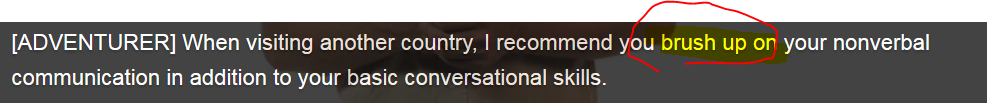 [ADVENTURER] When visiting another country, I recommend you brush up on your nonverbal
communication in addition to your basic conversational skills.